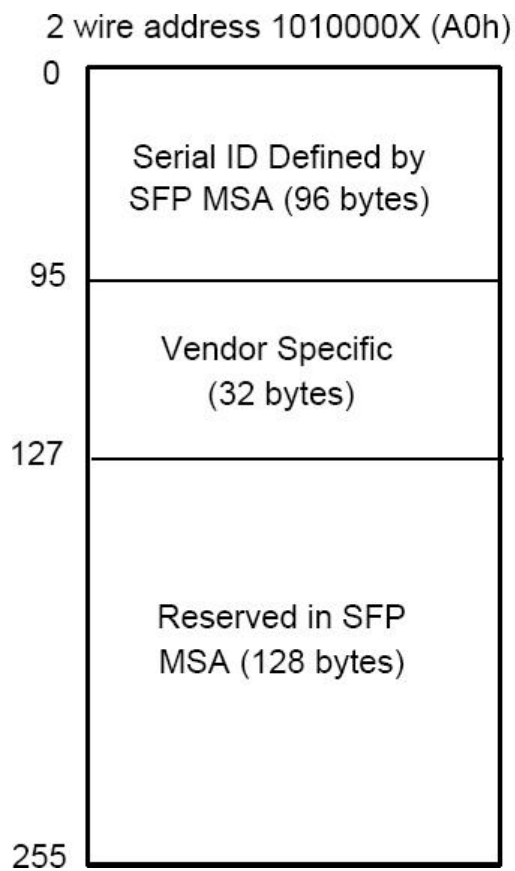 2 wire address 1010000X (A0h)
0
Serial ID Defined by
SFP MSA (96 bytes)
95
Vendor Specific
(32 bytes)
127
Reserved in SFP
MSA (128 bytes)
255